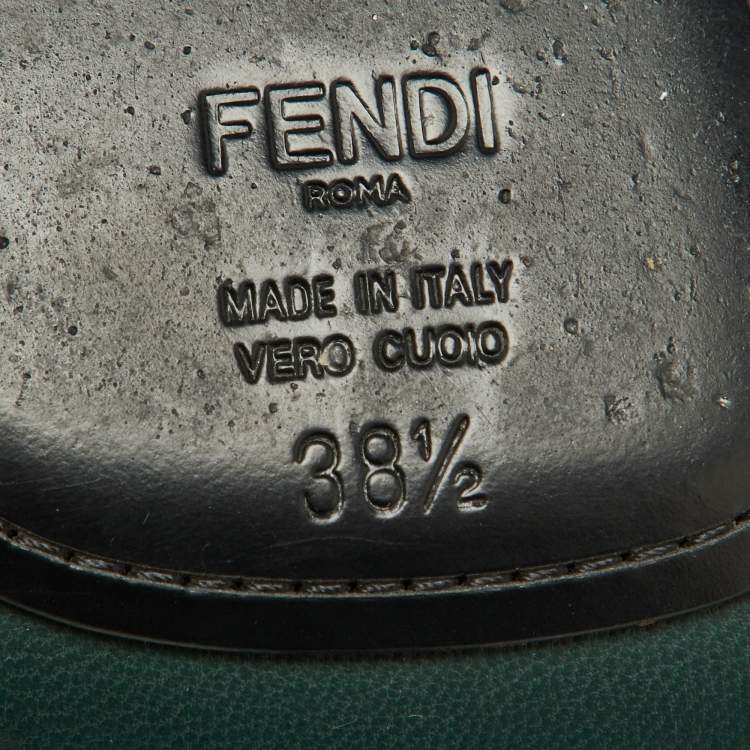 FENDI
ROMA
MADE IN ITALY
VERO CUOIO
38½